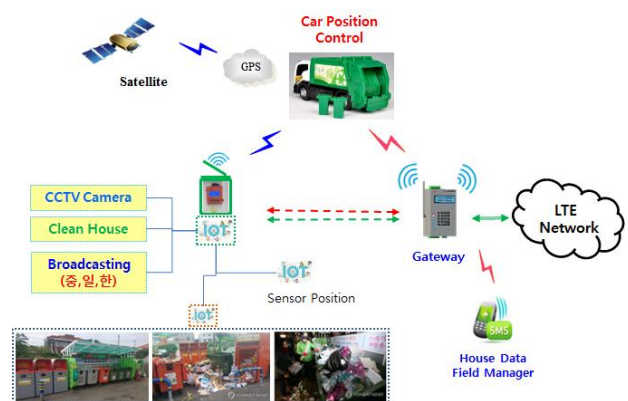 Car Position
Control
GPS
Satellite
CCTV Camera
Clean House
Broadcasting
(중,일,한)
IoT
IoT
Sensor Position
IoT
Gateway
LTE
Network
SMS
House Data
Field Manager